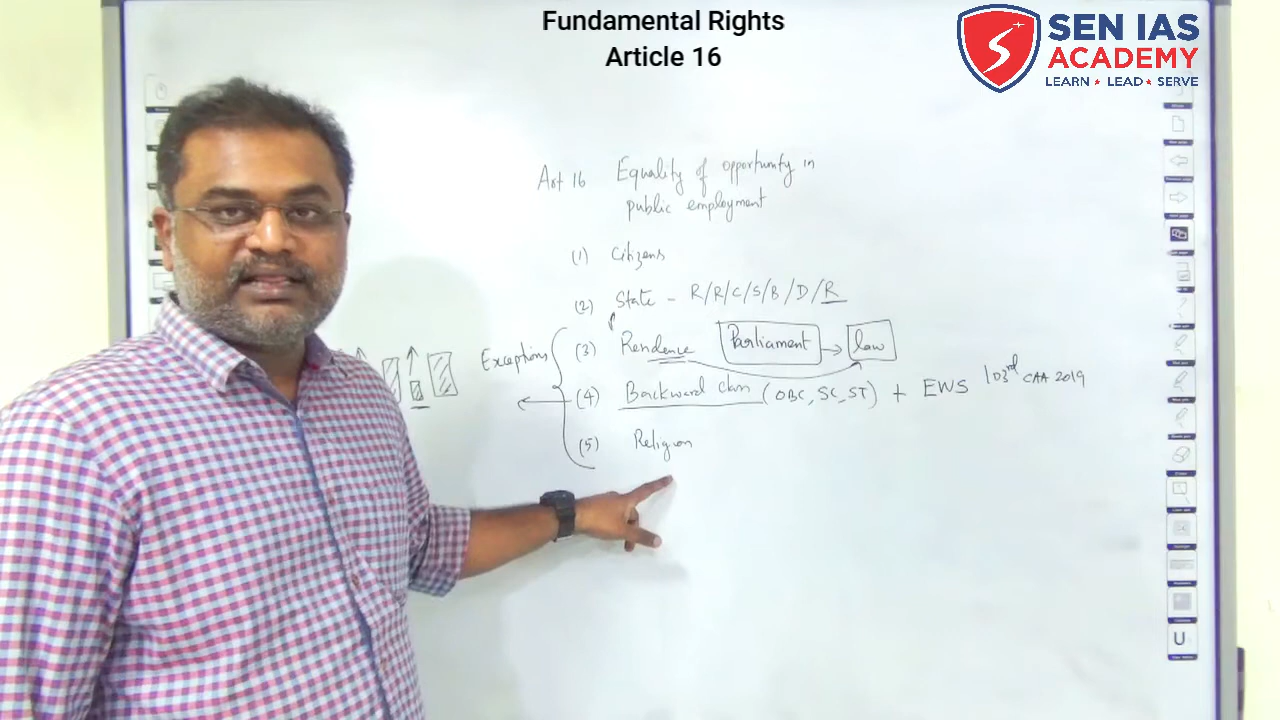 Fundamental Rights
Article 16
SEN IAS
ACADEMY
LEARN ★ LEAD ★ SERVE
Art 16 Equality of opportunity in
public employment
(1) Citizens
(2) State - R/R/C/S/B/D/R
Exceptions
(3) Residence Parliament → law
(4) Backward class (OBC, SC, ST) + EWS 103rd CAA 2019
(5) Religion
U